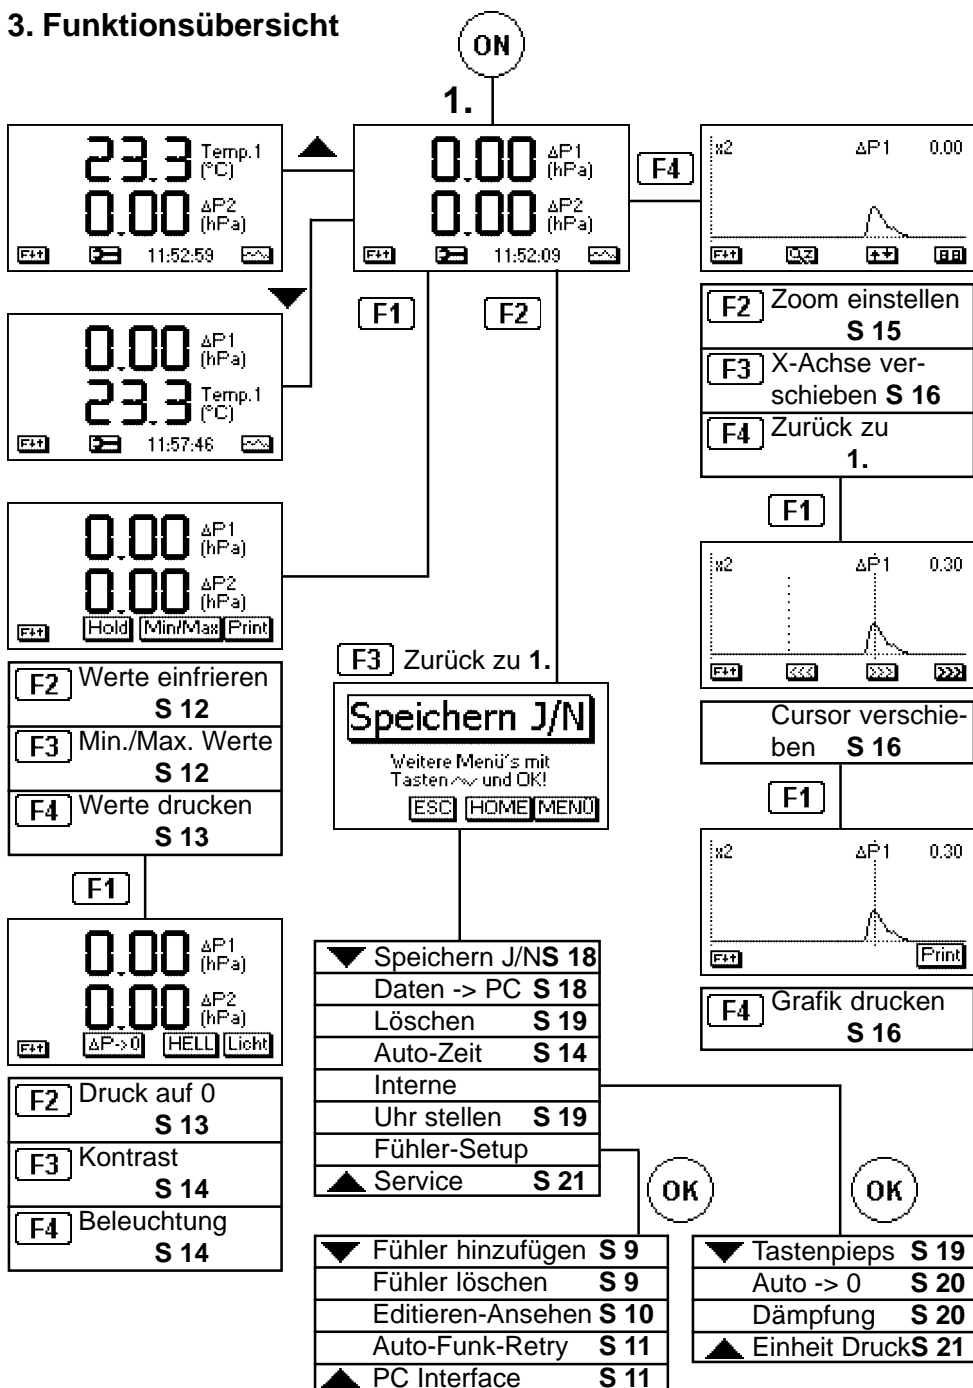 3. Funktionsübersicht
ON
1.
23.3 Temp.1 (°C)
0.00 ΔP2 (hPa)
F↓↑ 11:52:59
0.00 ΔP1 (hPa)
0.00 ΔP2 (hPa)
F↓↑ 11:52:09
F4
x2 ΔP1 0.00
F↓↑
0.00 ΔP1 (hPa)
23.3 Temp.1 (°C)
F↓↑ 11:57:46
F1
F2
F2 Zoom einstellen
S 15
F3 X-Achse ver-
schieben S 16
F4 Zurück zu
1.
F1
0.00 ΔP1 (hPa)
0.00 ΔP2 (hPa)
F↓↑ Hold Min/Max Print
x2 ΔP1 0.30
F↓↑ <<< >>> >>>
F2 Werte einfrieren
S 12
F3 Min./Max. Werte
S 12
F4 Werte drucken
S 13
F3 Zurück zu 1.
Speichern J/N
Weitere Menü's mit
Tasten und OK!
ESC HOME MENÜ
Cursor verschie-
ben S 16
F1
x2 ΔP1 0.30
F↓↑ Print
F4 Grafik drucken
S 16
F1
0.00 ΔP1 (hPa)
0.00 ΔP2 (hPa)
F↓↑ ΔP->0 HELL Licht
F2 Druck auf 0
S 13
F3 Kontrast
S 14
F4 Beleuchtung
S 14
Speichern J/N S 18
Daten -> PC S 18
Löschen S 19
Auto-Zeit S 14
Interne
Uhr stellen S 19
Fühler-Setup
Service S 21
OK
OK
Fühler hinzufügen S 9
Fühler löschen S 9
Editieren-Ansehen S 10
Auto-Funk-Retry S 11
PC Interface S 11
Tastenpieps S 19
Auto -> 0 S 20
Dämpfung S 20
Einheit Druck S 21